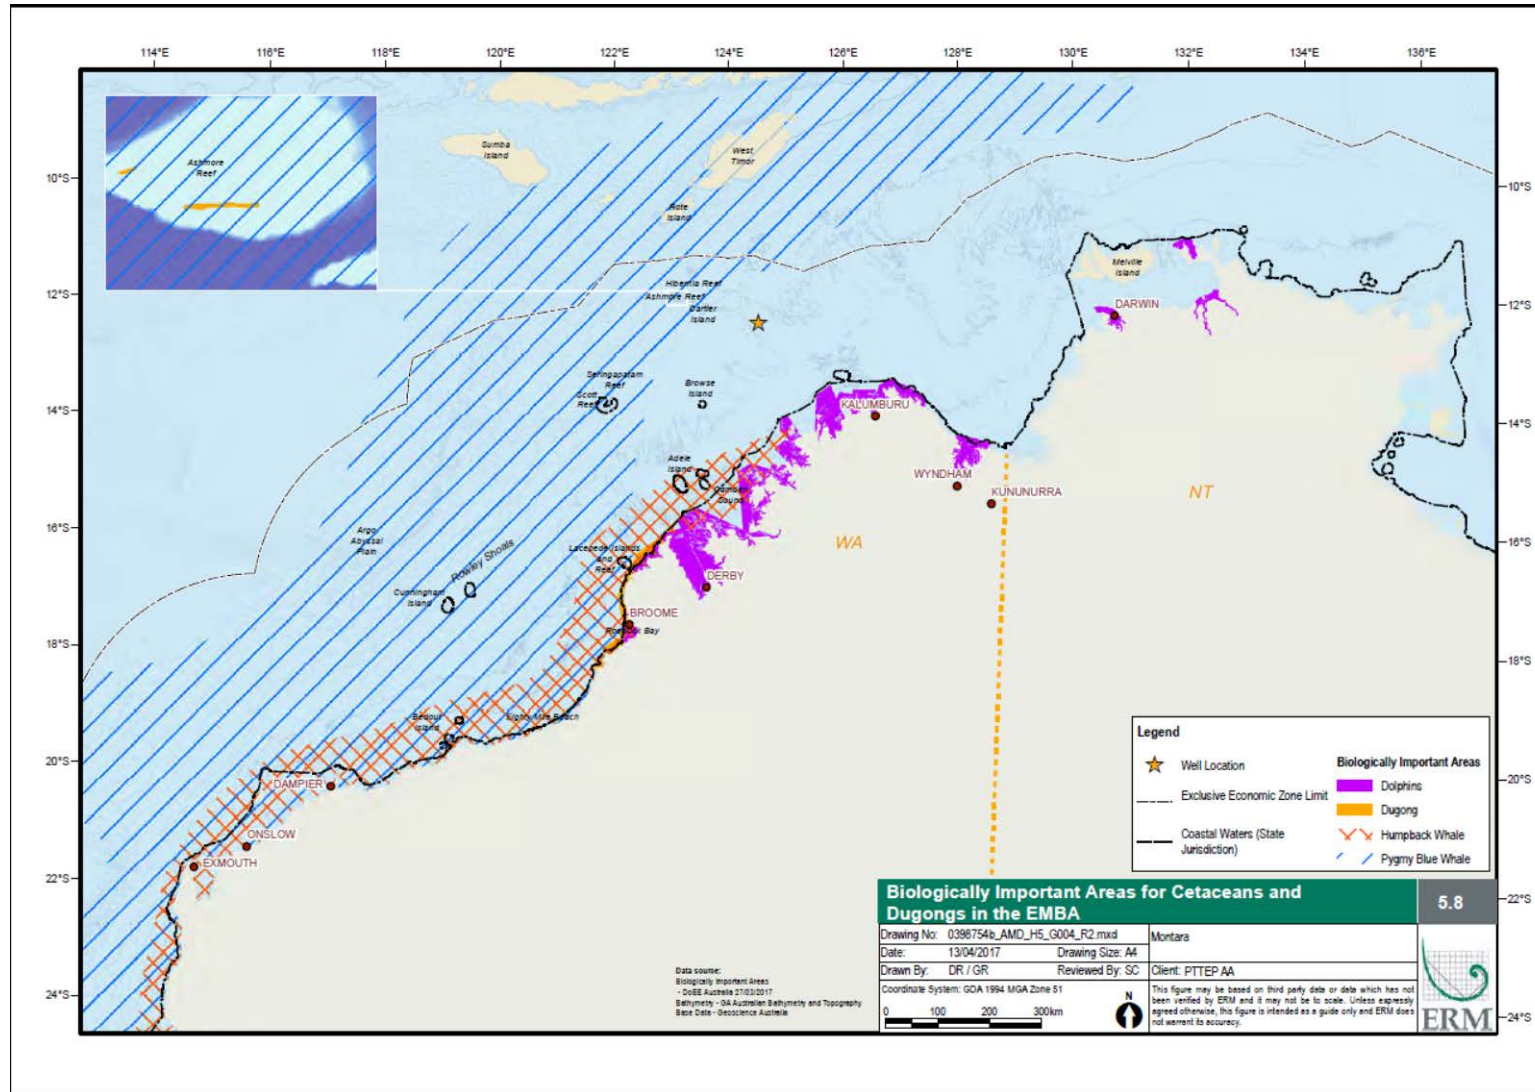 114°E
116°E
118°E
120°E
122°E
124°E
126°E
128°E
130°E
132°E
134°E
136°E
10°S
12°S
14°S
16°S
18°S
20°S
22°S
24°S
10°S
12°S
14°S
16°S
18°S
20°S
22°S
24°S
Ashmore
Reef
Sumba
Island
West
Timor
Rote
Island
Hibernia Reef
Ashmore Reef
Cartier
Island
Melville
Island
DARWIN
Seringapatam
Reef
Scott
Reef
Browse
Island
KALUMBURU
Adele
Island
Camden
Sound
WYNDHAM
KUNUNURRA
NT
WA
Argo
Abyssal
Plain
Rowley Shoals
Cunningham
Island
Lacepede Islands
and
Reef
DERBY
BROOME
Roebuck Bay
Bedout
Island
Eighty Mile Beach
DAMPIER
ONSLOW
EXMOUTH
Legend
Well Location
Exclusive Economic Zone Limit
Coastal Waters (State
Jurisdiction)
Biologically Important Areas
Dolphins
Dugong
Humpback Whale
Pygmy Blue Whale
Data source:
Biologically Important Areas
- DoEE Australia 27/03/2017
Bathymetry - GA Australian Bathymetry and Topography
Base Data - Geoscience Australia
Biologically Important Areas for Cetaceans and
Dugongs in the EMBA
5.8
Drawing No: 0398754b_AMD_H5_G004_R2.mxd
Date: 13/04/2017 Drawing Size: A4
Drawn By: DR / GR Reviewed By: SC
Coordinate System: GDA 1994 MGA Zone 51
0 100 200 300km
N
Montara
Client: PTTEP AA
This figure may be based on third party data or data which has not
been verified by ERM and it may not be to scale. Unless expressly
agreed otherwise, this figure is intended as a guide only and ERM does
not warrant its accuracy.
ERM